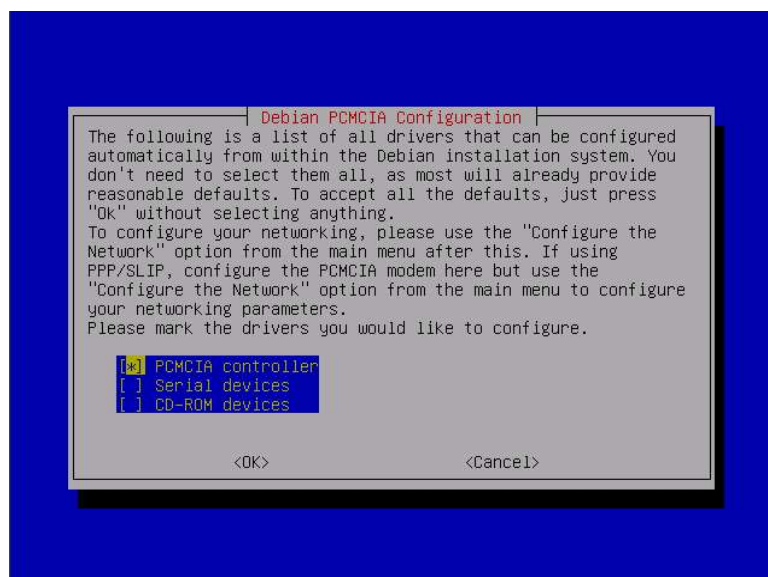 Debian PCMCIA Configuration
The following is a list of all drivers that can be configured
automatically from within the Debian installation system. You
don't need to select them all, as most will already provide
reasonable defaults. To accept all the defaults, just press
"Ok" without selecting anything.
To configure your networking, please use the "Configure the
Network" option from the main menu after this. If using
PPP/SLIP, configure the PCMCIA modem here but use the
"Configure the Network" option from the main menu to configure
your networking parameters.
Please mark the drivers you would like to configure.
[*] PCMCIA controller
[ ] Serial devices
[ ] CD-ROM devices
<OK> <Cancel>